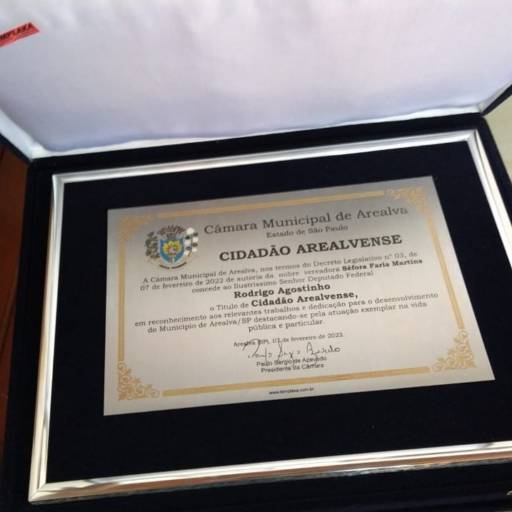 Câmara Municipal de Arealva
Estado de São Paulo
CIDADÃO AREALVENSE
A Câmara Municipal de Arealva, nos termos do Decreto Legislativo nº 03, de
07 de fevereiro de 2022 de autoria da nobre vereadora Séfora Faria Martins
concede ao Ilustríssimo Senhor Deputado Federal
Rodrigo Agostinho
o Título de Cidadão Arealvense,
em reconhecimento aos relevantes trabalhos e dedicação para o desenvolvimento
do Município de Arealva/SP destacando-se pela atuação exemplar na vida
pública e particular.
Arealva (SP), 07 de fevereiro de 2022.
Paulo Sergio de Azevedo
Presidente da Câmara